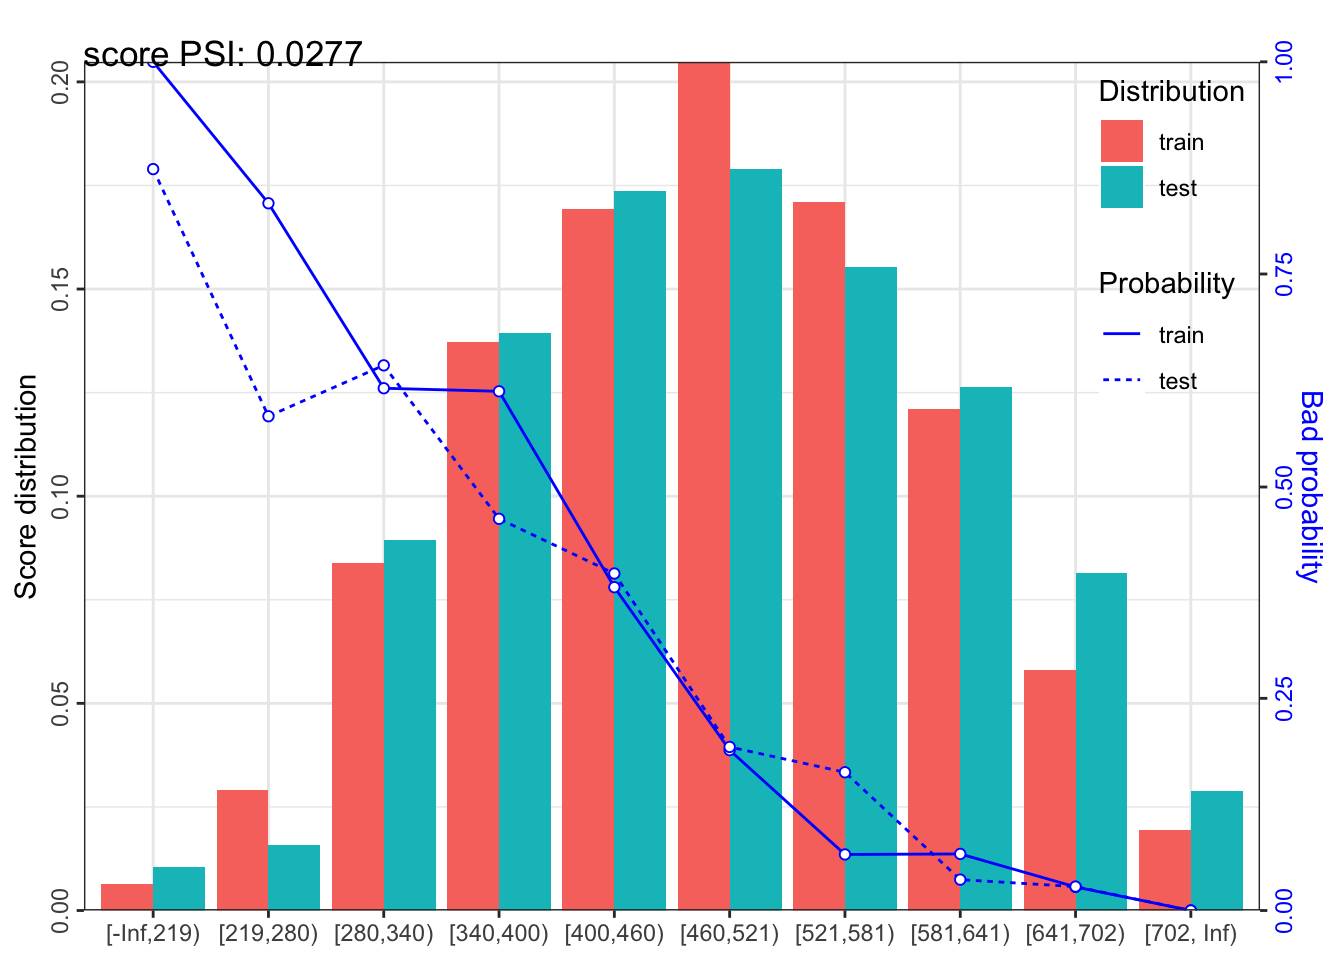 score PSI: 0.0277
Score distribution
0.20
0.15
0.10
0.05
0.00
Distribution
train
test
Probability
train
test
1.00
0.75
0.50
0.25
0.00
Bad probability
[-Inf,219)
[219,280)
[280,340)
[340,400)
[400,460)
[460,521)
[521,581)
[581,641)
[641,702)
[702, Inf)